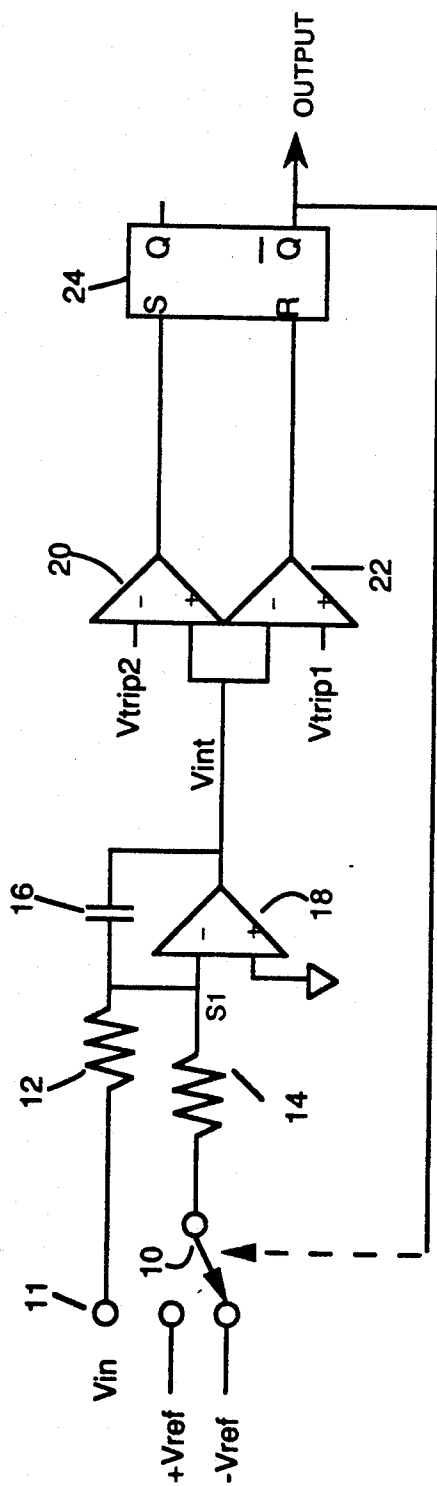 Vin
11
12
16
+Vref
-Vref
10
14
S1
-
+
18
Vint
Vtrip2
20
-
+
-
+
Vtrip1
22
24
S
Q
R
Q̅
OUTPUT